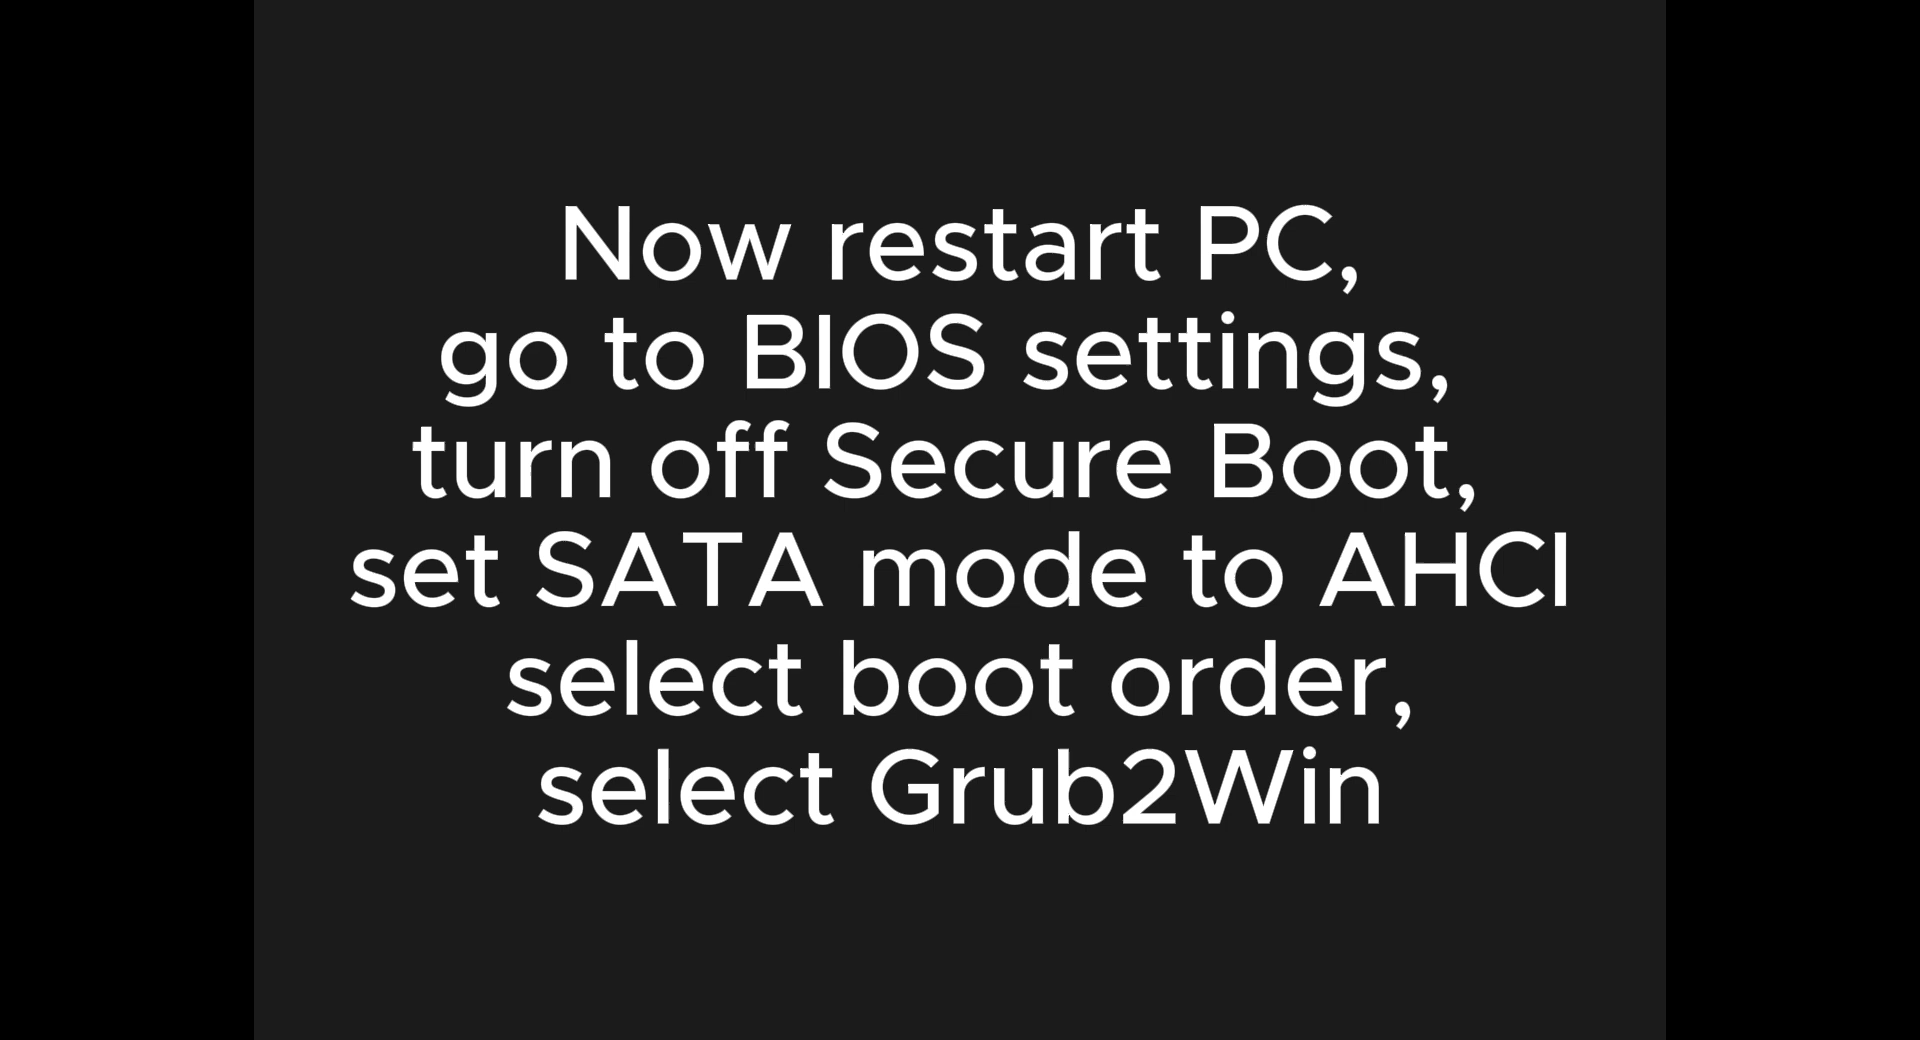 Now restart PC,
go to BIOS settings,
turn off Secure Boot,
set SATA mode to AHCI
select boot order,
select Grub2Win